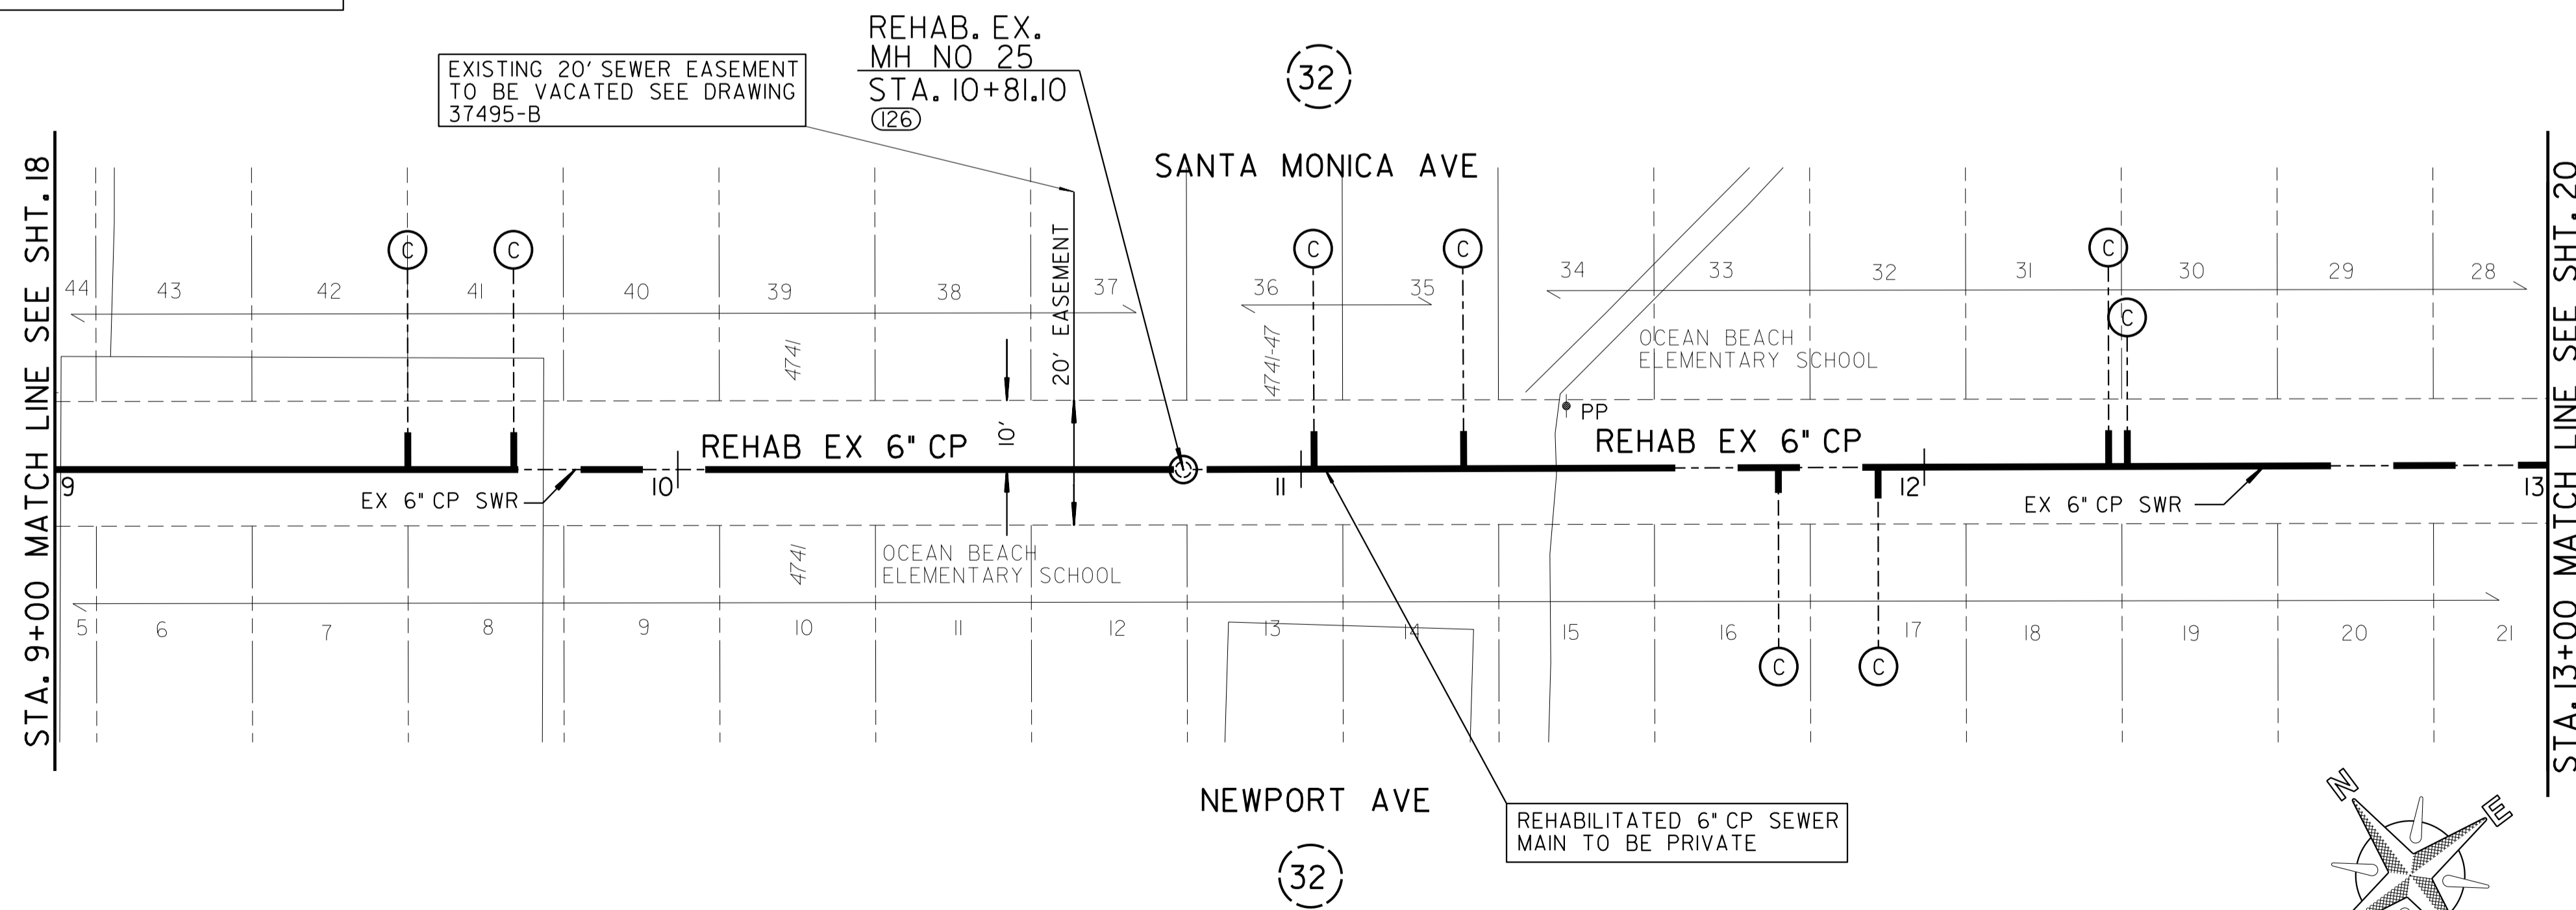 REHAB. EX.
MH NO 25
STA. 10+81.10
126
EXISTING 20' SEWER EASEMENT
TO BE VACATED SEE DRAWING
37495-B
32
SANTA MONICA AVE
STA. 9+00 MATCH LINE SEE SHT. 18
STA. 13+00 MATCH LINE SEE SHT. 20
C
C
C
C
C
C
44
43
42
41
40
39
38
37
36
35
34
33
32
31
30
29
28
4741
20' EASEMENT
4741-47
OCEAN BEACH
ELEMENTARY SCHOOL
10'
PP
REHAB EX 6" CP
REHAB EX 6" CP
9
10
11
12
13
EX 6" CP SWR
EX 6" CP SWR
4741
OCEAN BEACH
ELEMENTARY SCHOOL
5
6
7
8
9
10
11
12
13
14
15
16
17
18
19
20
21
C
C
NEWPORT AVE
32
REHABILITATED 6" CP SEWER
MAIN TO BE PRIVATE
N
E